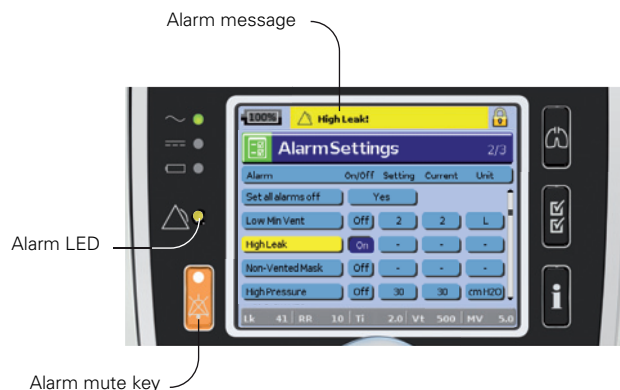 Alarm message
100% High Leak!
Alarm Settings 2/3
Alarm On/Off Setting Current Unit
Set all alarms off Yes
Low Min Vent Off 2 2 L
High Leak On - - -
Non-Vented Mask Off - - -
High Pressure Off 30 30 cmH2O
Lk 41 RR 10 Ti 2.0 Vt 500 MV 5.0
Alarm LED
Alarm mute key